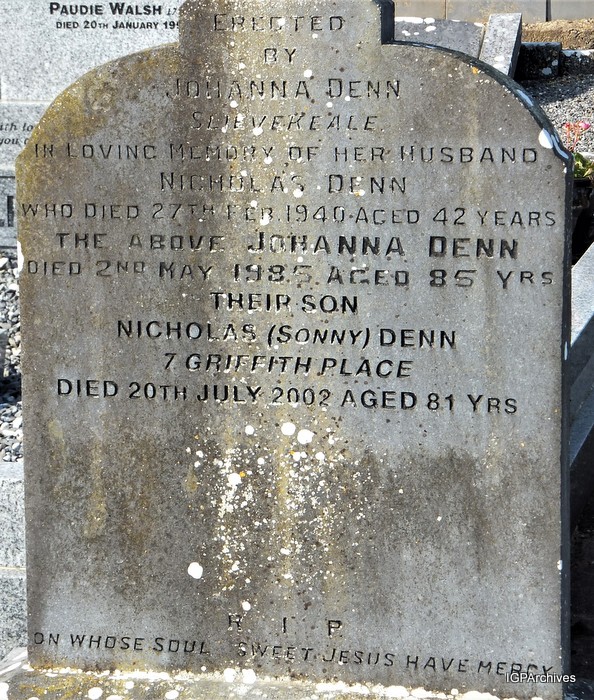 PAUDIE WALSH
DIED 20TH JANUARY
ERECTED
BY
JOHANNA DENN
SLIEVEREALE
IN LOVING MEMORY OF HER HUSBAND
NICHOLAS DENN
WHO DIED 27TH FEB. 1940. AGED 42 YEARS
THE ABOVE JOHANNA DENN
DIED 2ND MAY 1985. AGED 85 YRS
THEIR SON
NICHOLAS (SONNY) DENN
7 GRIFFITH PLACE
DIED 20TH JULY 2002 AGED 81 YRS
R I P
ON WHOSE SOUL SWEET JESUS HAVE MERCY
IGPArchives